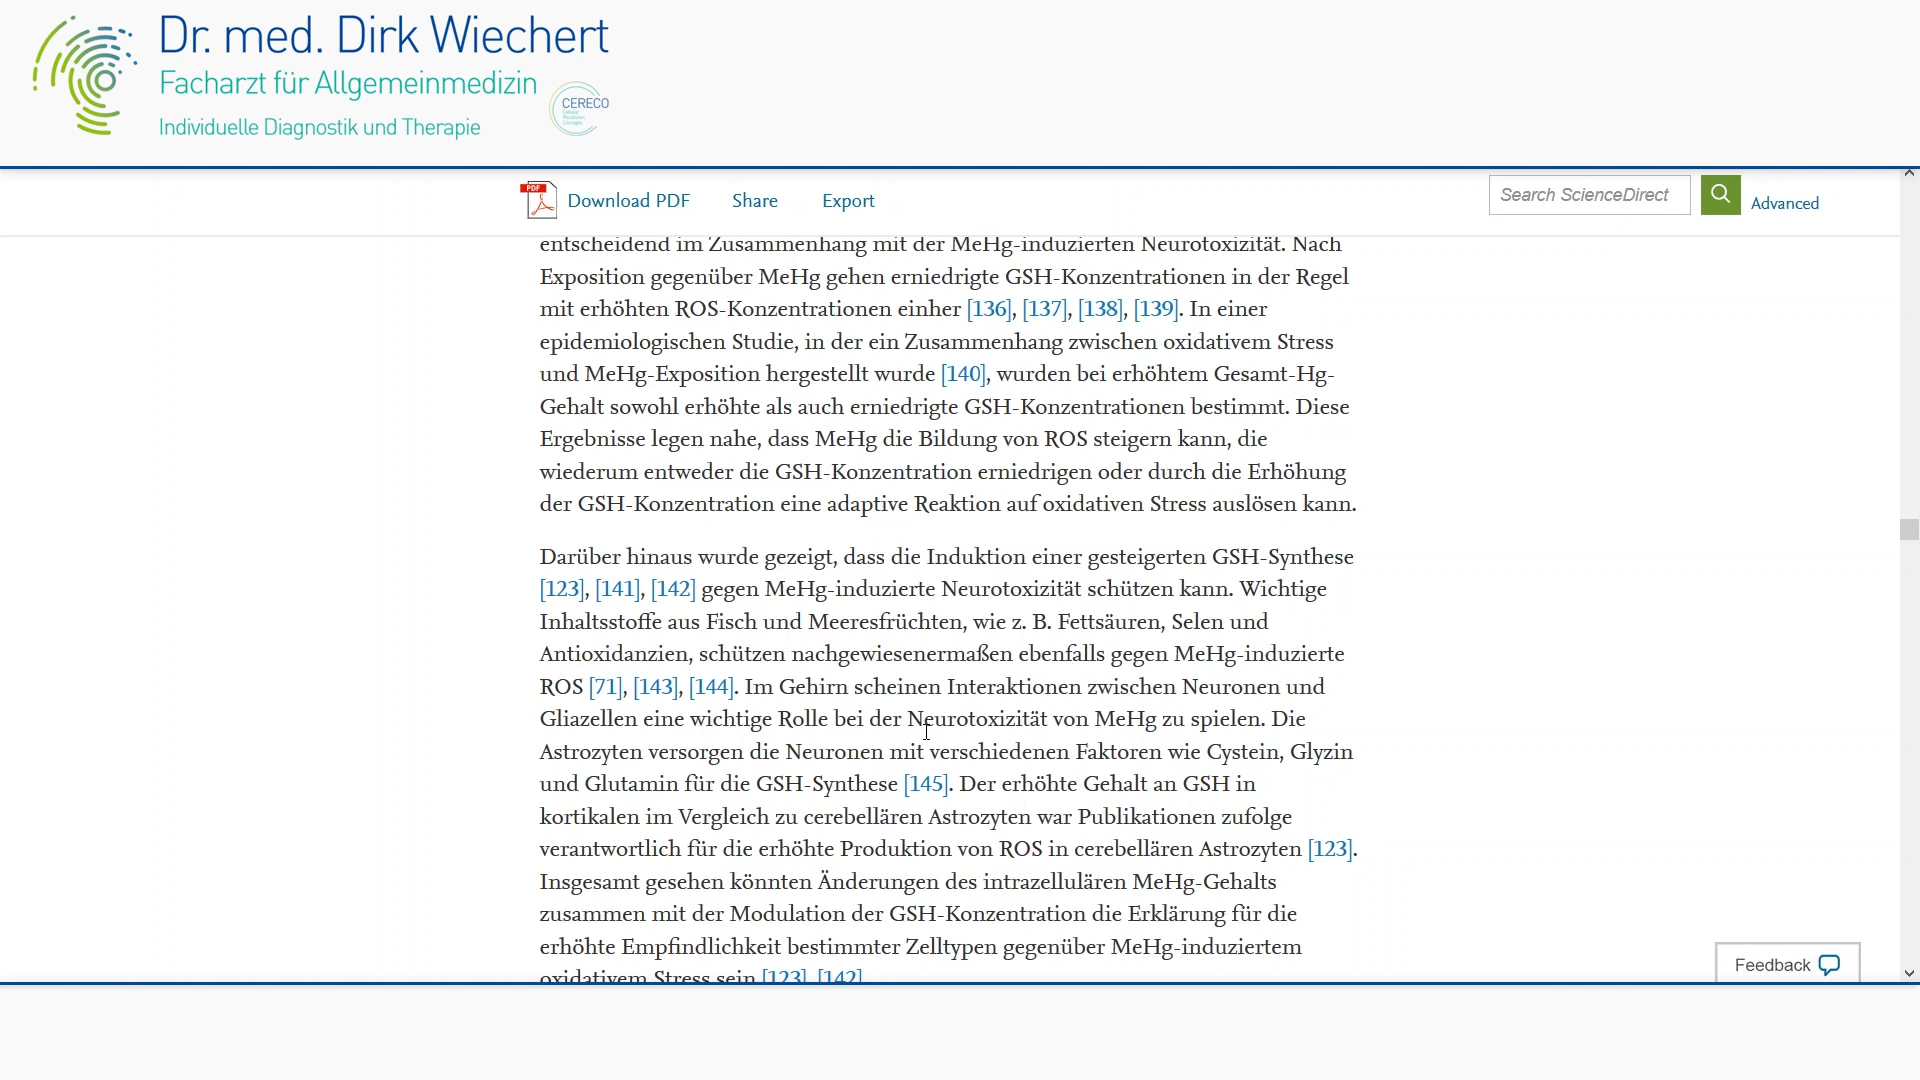 Dr. med. Dirk Wiechert
Facharzt für Allgemeinmedizin
CERECO
Individuelle Diagnostik und Therapie
PDF
Download PDF
Share
Export
Search ScienceDirect
Advanced
entscheidend im Zusammenhang mit der MeHg-induzierten Neurotoxizität. Nach
Exposition gegenüber MeHg gehen erniedrigte GSH-Konzentrationen in der Regel
mit erhöhten ROS-Konzentrationen einher [136], [137], [138], [139]. In einer
epidemiologischen Studie, in der ein Zusammenhang zwischen oxidativem Stress
und MeHg-Exposition hergestellt wurde [140], wurden bei erhöhtem Gesamt-Hg-
Gehalt sowohl erhöhte als auch erniedrigte GSH-Konzentrationen bestimmt. Diese
Ergebnisse legen nahe, dass MeHg die Bildung von ROS steigern kann, die
wiederum entweder die GSH-Konzentration erniedrigen oder durch die Erhöhung
der GSH-Konzentration eine adaptive Reaktion auf oxidativen Stress auslösen kann.
Darüber hinaus wurde gezeigt, dass die Induktion einer gesteigerten GSH-Synthese
[123], [141], [142] gegen MeHg-induzierte Neurotoxizität schützen kann. Wichtige
Inhaltsstoffe aus Fisch und Meeresfrüchten, wie z. B. Fettsäuren, Selen und
Antioxidanzien, schützen nachgewiesenermaßen ebenfalls gegen MeHg-induzierte
ROS [71], [143], [144]. Im Gehirn scheinen Interaktionen zwischen Neuronen und
Gliazellen eine wichtige Rolle bei der Neurotoxizität von MeHg zu spielen. Die
Astrozyten versorgen die Neuronen mit verschiedenen Faktoren wie Cystein, Glyzin
und Glutamin für die GSH-Synthese [145]. Der erhöhte Gehalt an GSH in
kortikalen im Vergleich zu cerebellären Astrozyten war Publikationen zufolge
verantwortlich für die erhöhte Produktion von ROS in cerebellären Astrozyten [123].
Insgesamt gesehen könnten Änderungen des intrazellulären MeHg-Gehalts
zusammen mit der Modulation der GSH-Konzentration die Erklärung für die
erhöhte Empfindlichkeit bestimmter Zelltypen gegenüber MeHg-induziertem
oxidativem Stress sein [123], [142]
Feedback